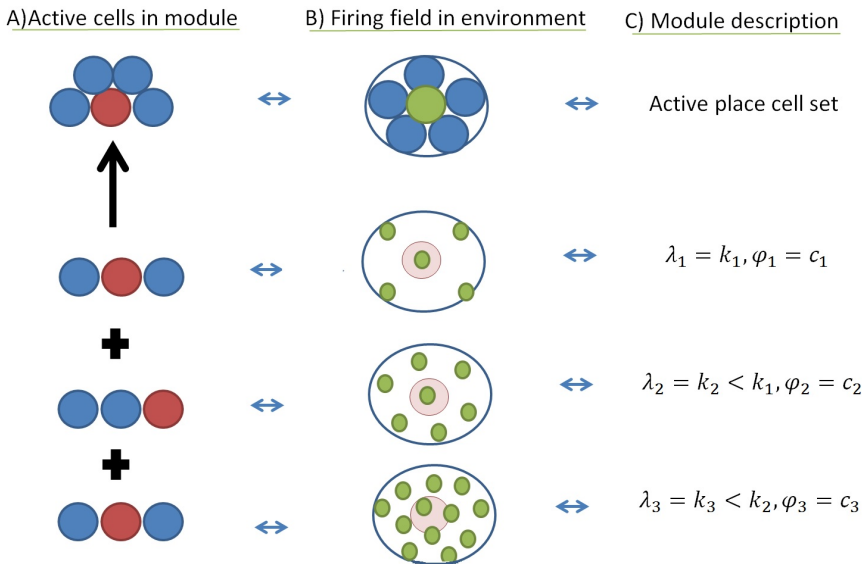 A)Active cells in module
B) Firing field in environment
C) Module description
Active place cell set
λ₁ = k₁, φ₁ = c₁
λ₂ = k₂ < k₁, φ₂ = c₂
λ₃ = k₃ < k₂, φ₃ = c₃